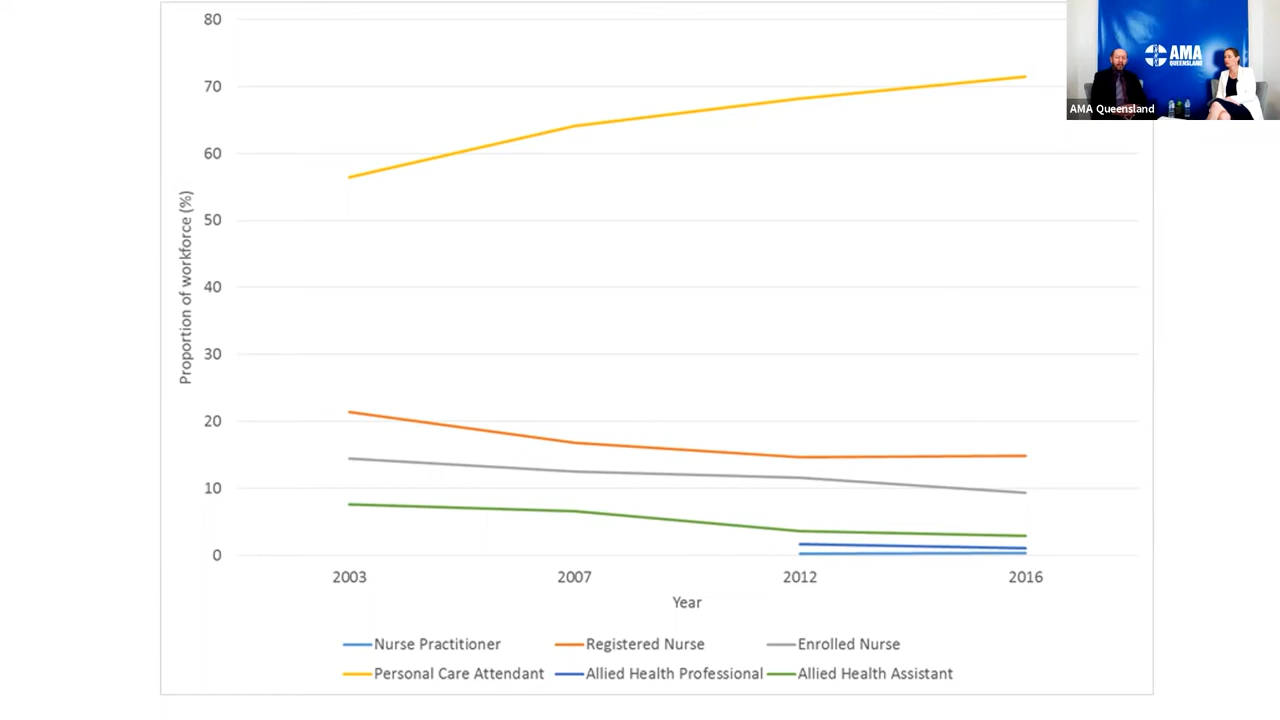 80
70
60
50
40
30
20
10
0
Proportion of workforce (%)
2003 2007 2012 2016
Year
Nurse Practitioner Registered Nurse Enrolled Nurse
Personal Care Attendant Allied Health Professional Allied Health Assistant
AMA
QUEENSLAND
AMA Queensland